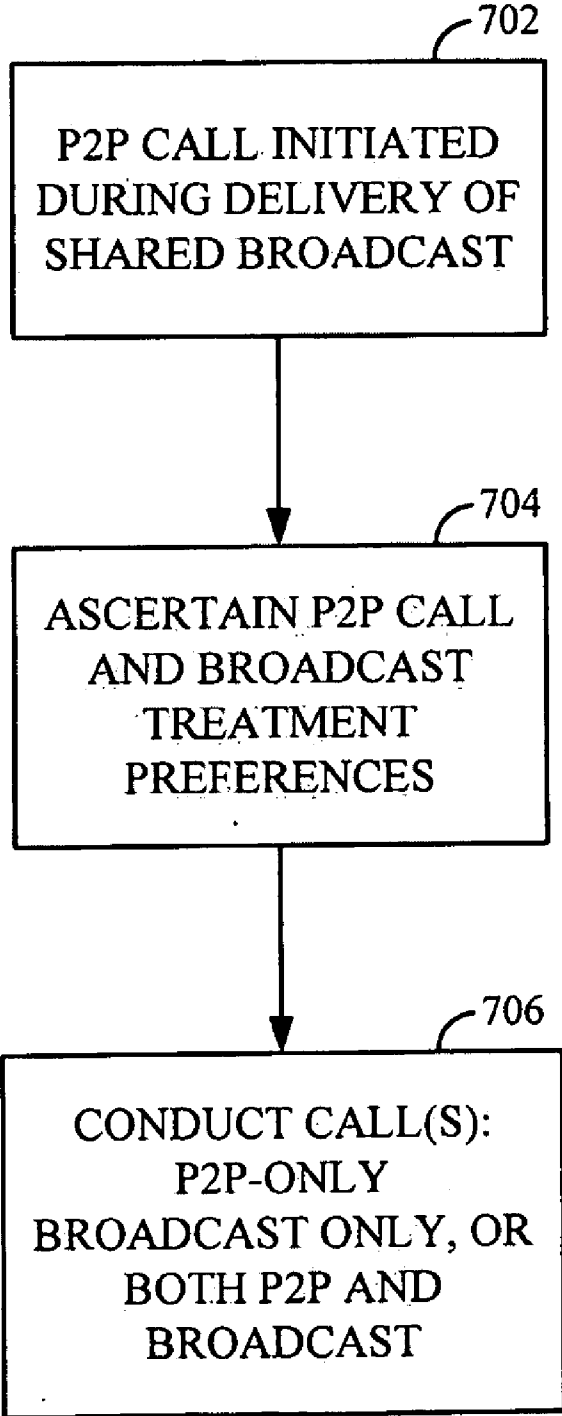 702
P2P CALL INITIATED
DURING DELIVERY OF
SHARED BROADCAST
704
ASCERTAIN P2P CALL
AND BROADCAST
TREATMENT
PREFERENCES
706
CONDUCT CALL(S):
P2P-ONLY
BROADCAST ONLY, OR
BOTH P2P AND
BROADCAST